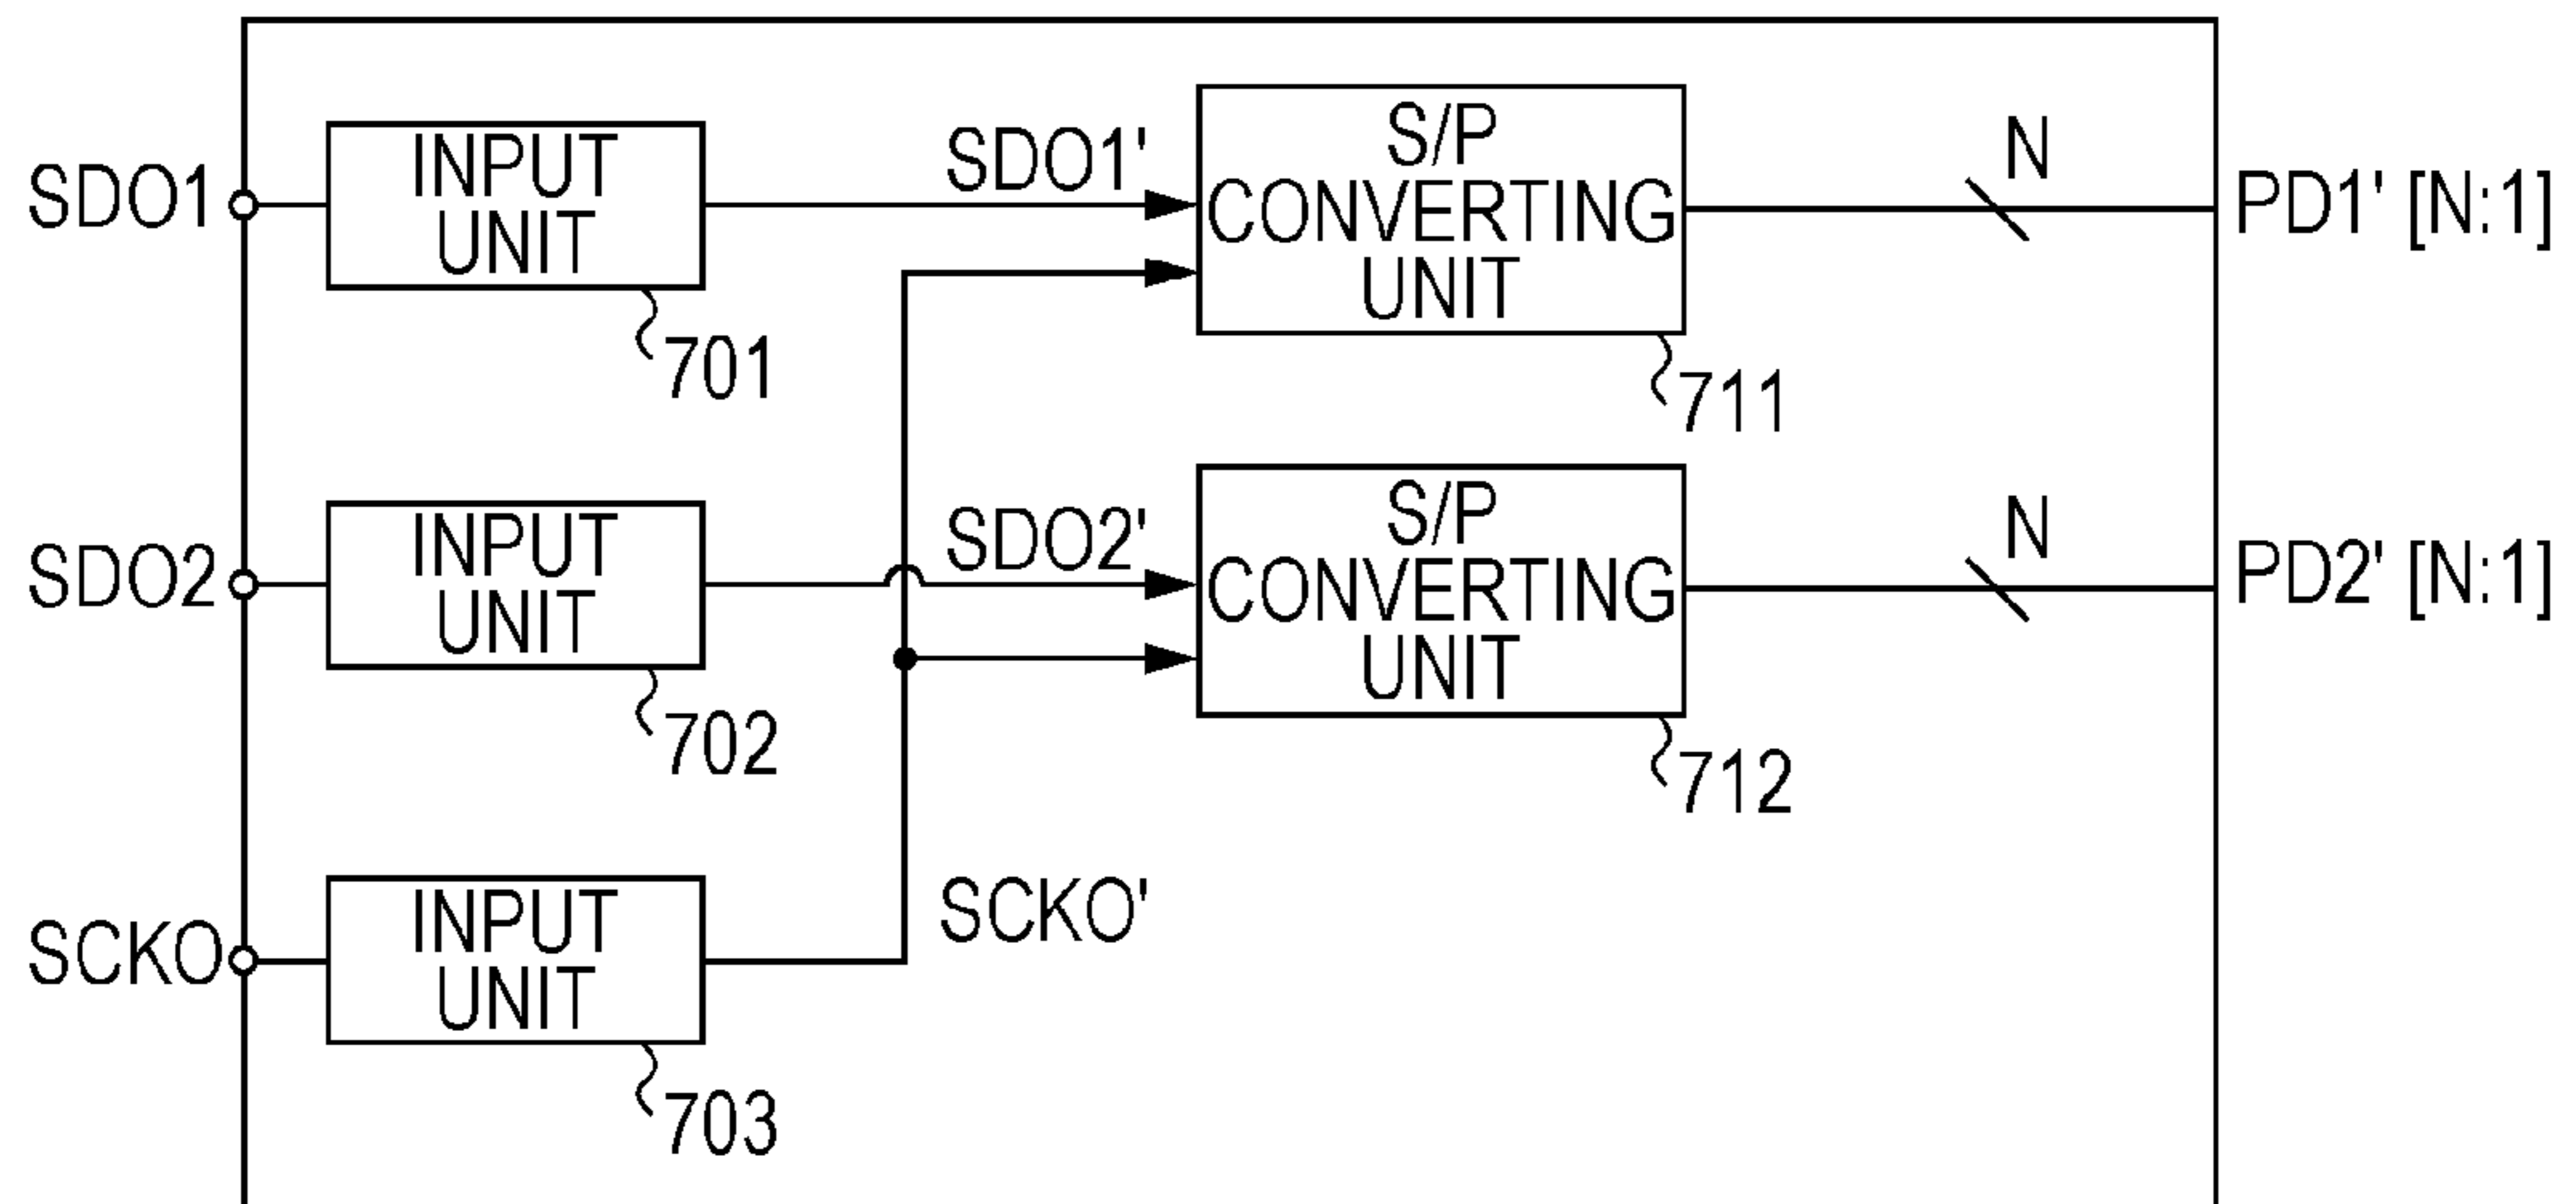 SDO1
INPUT
UNIT
701
SDO1'
S/P
CONVERTING
UNIT
711
N
PD1' [N:1]
SDO2
INPUT
UNIT
702
SDO2'
S/P
CONVERTING
UNIT
712
N
PD2' [N:1]
SCKO
INPUT
UNIT
703
SCKO'